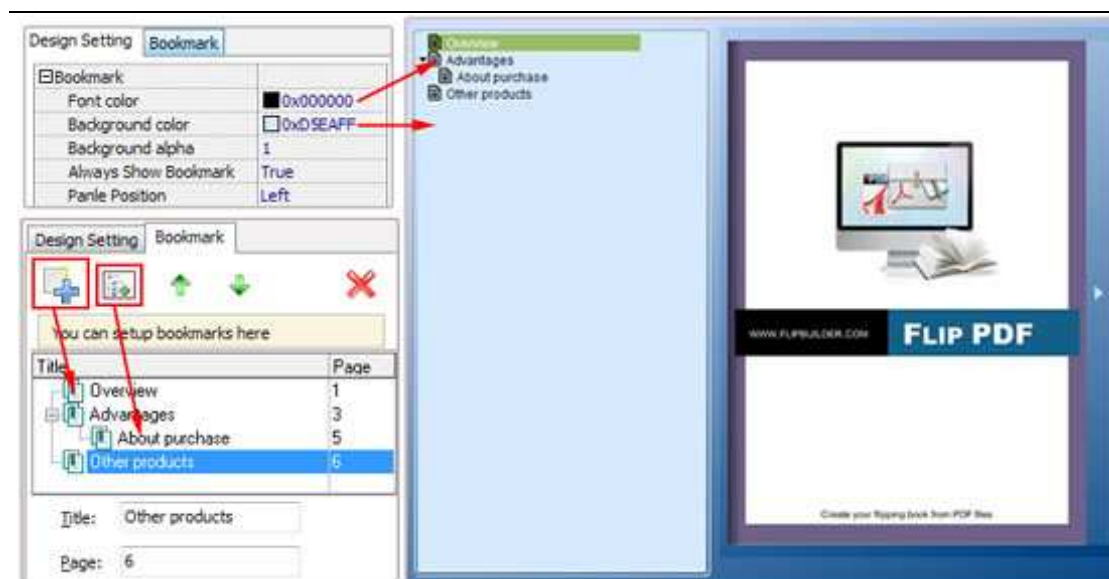 Design Setting Bookmark
Bookmark
Font color 0x000000
Background color 0xD5EAFF
Background alpha 1
Always Show Bookmark True
Panle Position Left
Design Setting Bookmark
You can setup bookmarks here
Title Page
Overview 1
Advantages 3
About purchase 5
Other products 6
Title: Other products
Page: 6
Overview
Advantages
About purchase
Other products
WWW.FLIPBUILDER.COM FLIP PDF
Create your flipping book from PDF files